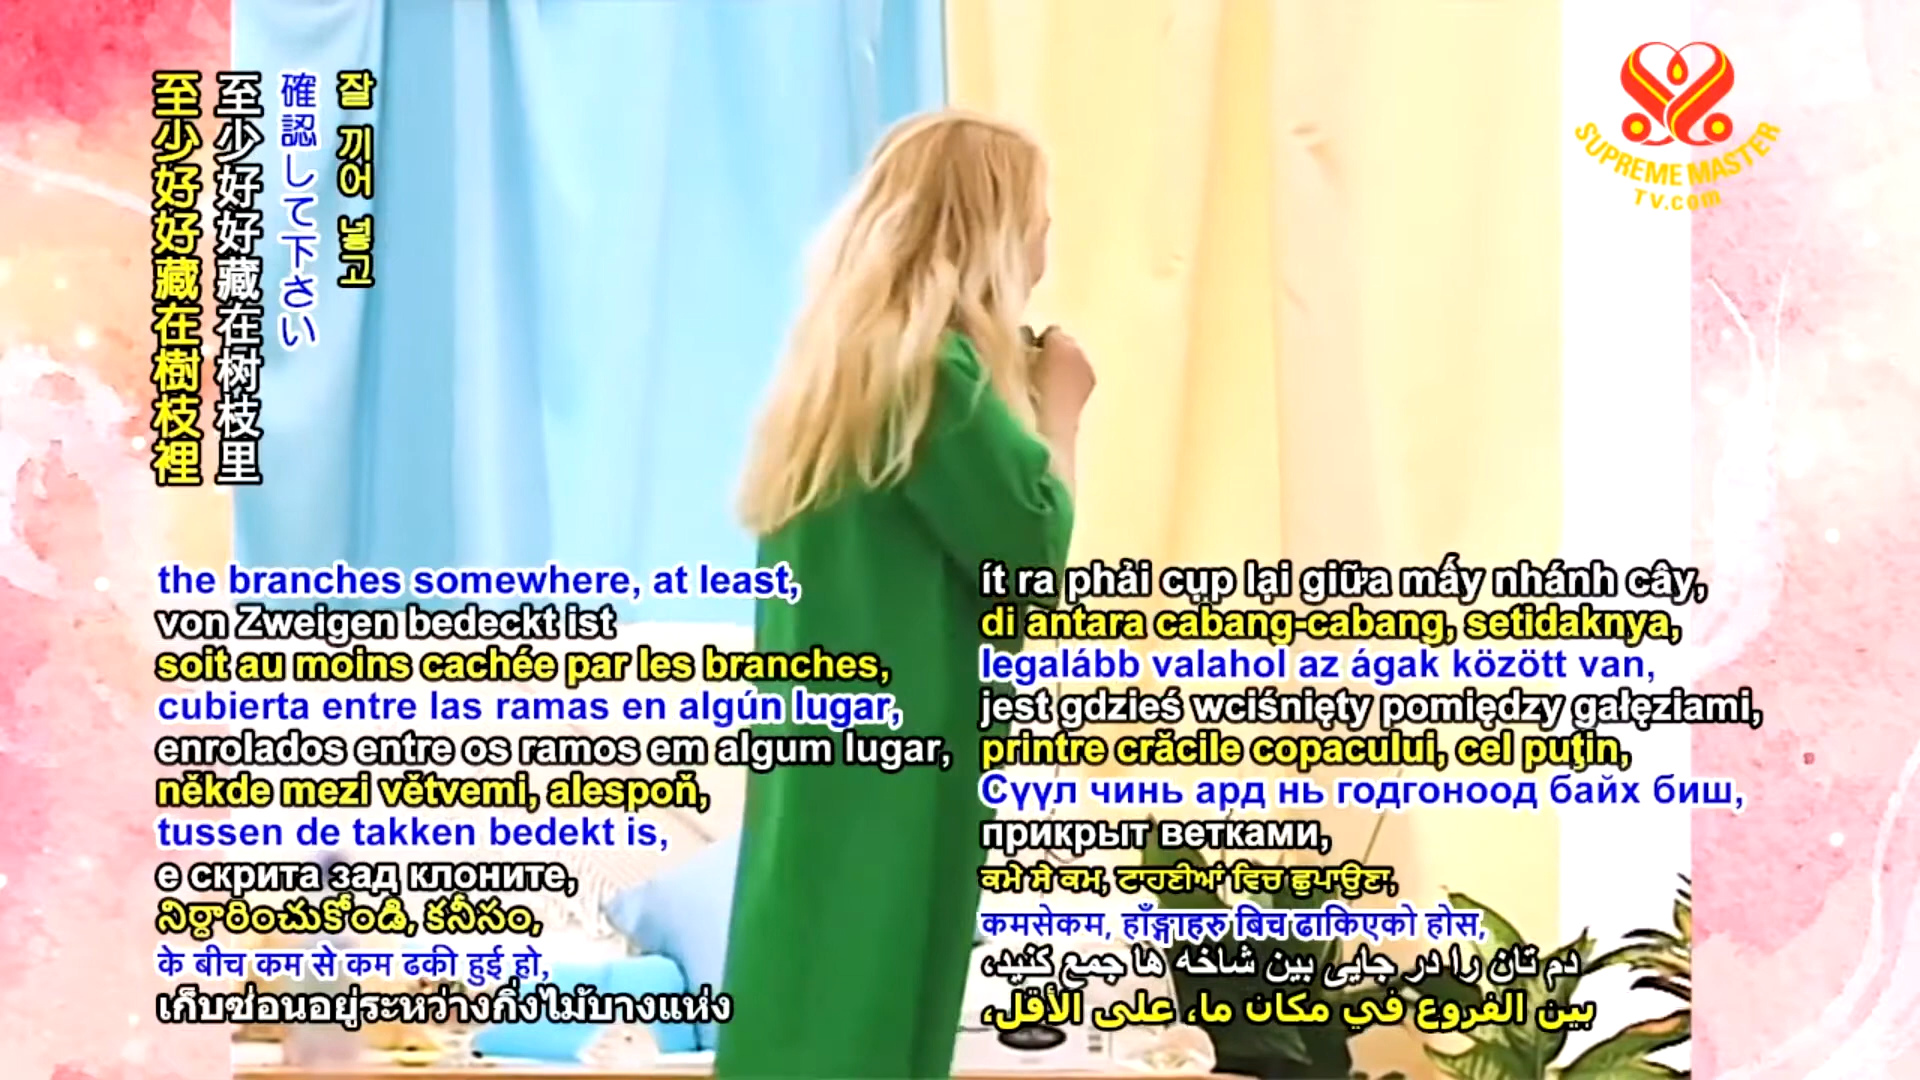 至少好好藏在樹枝裡
至少好好藏在树枝里
確認して下さい
잘 끼어 넣고
SUPREME MASTER
TV.com
the branches somewhere, at least,
von Zweigen bedeckt ist
soit au moins cachée par les branches,
cubierta entre las ramas en algún lugar,
enrolados entre os ramos em algum lugar,
někde mezi větvemi, alespoň,
tussen de takken bedekt is,
е скрита зад клоните,
నిర్ధారించుకోండి, కనీసం,
के बीच कम से कम ढकी हुई हो,
เก็บซ่อนอยู่ระหว่างกิ่งไม้บางแห่ง
ít ra phải cụp lại giữa mấy nhánh cây,
di antara cabang-cabang, setidaknya,
legalább valahol az ágak között van,
jest gdzieś wciśnięty pomiędzy gałęziami,
printre crăcile copacului, cel puţin,
Сүүл чинь ард нь годгоноод байх биш,
прикрыт ветками,
ਕਮੇ ਸੇ ਕਮ, ਟਾਹਣੀਆਂ ਵਿਚ ਛੁਪਾਉਣਾ,
कमसेकम, हाँङ्गाहरु बिच ढाकिएको होस,
دم تان را در جایی بین شاخه ها جمع کنید،
بين الفروع في مكان ما، على الأقل،